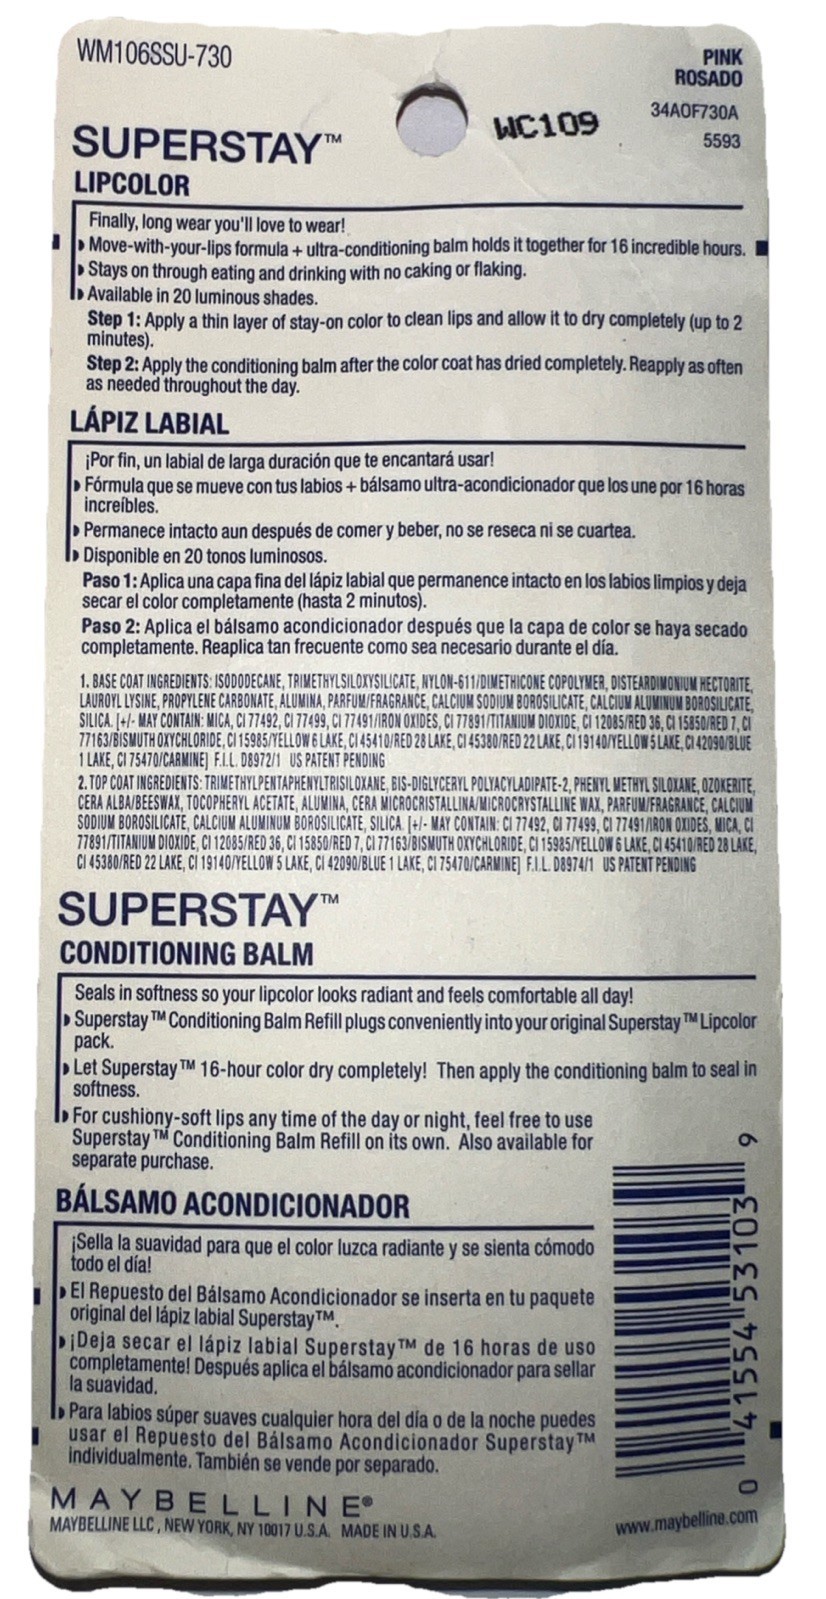 WM106SSU-730
PINK
ROSADO
34AOF730A
5593
WC109
SUPERSTAY™
LIPCOLOR
Finally, long wear you'll love to wear!
Move-with-your-lips formula + ultra-conditioning balm holds it together for 16 incredible hours.
Stays on through eating and drinking with no caking or flaking.
Available in 20 luminous shades.
Step 1: Apply a thin layer of stay-on color to clean lips and allow it to dry completely (up to 2
minutes).
Step 2: Apply the conditioning balm after the color coat has dried completely. Reapply as often
as needed throughout the day.
LÁPIZ LABIAL
¡Por fin, un labial de larga duración que te encantará usar!
Fórmula que se mueve con tus labios + bálsamo ultra-acondicionador que los une por 16 horas
increíbles.
Permanece intacto aun después de comer y beber, no se reseca ni se cuartea.
Disponible en 20 tonos luminosos.
Paso 1: Aplica una capa fina del lápiz labial que permanence intacto en los labios limpios y deja
secar el color completamente (hasta 2 minutos).
Paso 2: Aplica el bálsamo acondicionador después que la capa de color se haya secado
completamente. Reaplica tan frecuente como sea necesario durante el día.
1. BASE COAT INGREDIENTS: ISODODECANE, TRIMETHYLSILOXYSILICATE, NYLON-611/DIMETHICONE COPOLYMER, DISTEARDIMONIUM HECTORITE,
LAUROYL LYSINE, PROPYLENE CARBONATE, ALUMINA, PARFUM/FRAGRANCE, CALCIUM SODIUM BOROSILICATE, CALCIUM ALUMINUM BOROSILICATE,
SILICA. [+/- MAY CONTAIN: MICA, CI 77492, CI 77499, CI 77491/IRON OXIDES, CI 77891/TITANIUM DIOXIDE, CI 12085/RED 36, CI 15850/RED 7, CI
77163/BISMUTH OXYCHLORIDE, CI 15985/YELLOW 6 LAKE, CI 45410/RED 28 LAKE, CI 45380/RED 22 LAKE, CI 19140/YELLOW 5 LAKE, CI 42090/BLUE
1 LAKE, CI 75470/CARMINE] F.I.L. D8972/1 US PATENT PENDING
2. TOP COAT INGREDIENTS: TRIMETHYLPENTAPHENYLTRISILOXANE, BIS-DIGLYCERYL POLYACYLADIPATE-2, PHENYL METHYL SILOXANE, OZOKERITE,
CERA ALBA/BEESWAX, TOCOPHERYL ACETATE, ALUMINA, CERA MICROCRISTALLINA/MICROCRYSTALLINE WAX, PARFUM/FRAGRANCE, CALCIUM
SODIUM BOROSILICATE, CALCIUM ALUMINUM BOROSILICATE, SILICA. [+/- MAY CONTAIN: CI 77492, CI 77499, CI 77491/IRON OXIDES, MICA, CI
77891/TITANIUM DIOXIDE, CI 12085/RED 36, CI 15850/RED 7, CI 77163/BISMUTH OXYCHLORIDE, CI 15985/YELLOW 6 LAKE, CI 45410/RED 28 LAKE,
CI 45380/RED 22 LAKE, CI 19140/YELLOW 5 LAKE, CI 42090/BLUE 1 LAKE, CI 75470/CARMINE] F.I.L. D8974/1 US PATENT PENDING
SUPERSTAY™
CONDITIONING BALM
Seals in softness so your lipcolor looks radiant and feels comfortable all day!
Superstay™ Conditioning Balm Refill plugs conveniently into your original Superstay™ Lipcolor
pack.
Let Superstay™ 16-hour color dry completely! Then apply the conditioning balm to seal in
softness.
For cushiony-soft lips any time of the day or night, feel free to use
Superstay™ Conditioning Balm Refill on its own. Also available for
separate purchase.
BÁLSAMO ACONDICIONADOR
¡Sella la suavidad para que el color luzca radiante y se sienta cómodo
todo el día!
El Repuesto del Bálsamo Acondicionador se inserta en tu paquete
original del lápiz labial Superstay™.
¡Deja secar el lápiz labial Superstay™ de 16 horas de uso
completamente! Después aplica el bálsamo acondicionador para sellar
la suavidad.
Para labios súper suaves cualquier hora del día o de la noche puedes
usar el Repuesto del Bálsamo Acondicionador Superstay™
individualmente. También se vende por separado.
0 41554 53103 9
MAYBELLINE®
MAYBELLINE LLC, NEW YORK, NY 10017 U.S.A. MADE IN U.S.A.
www.maybelline.com